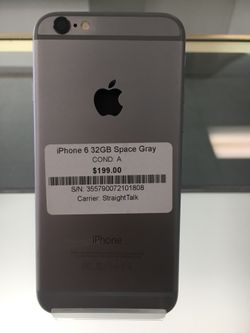 iPhone 6 32GB Space Gray
COND: A
$199.00
S/N: 355790072101808
Carrier: StraightTalk
iPhone